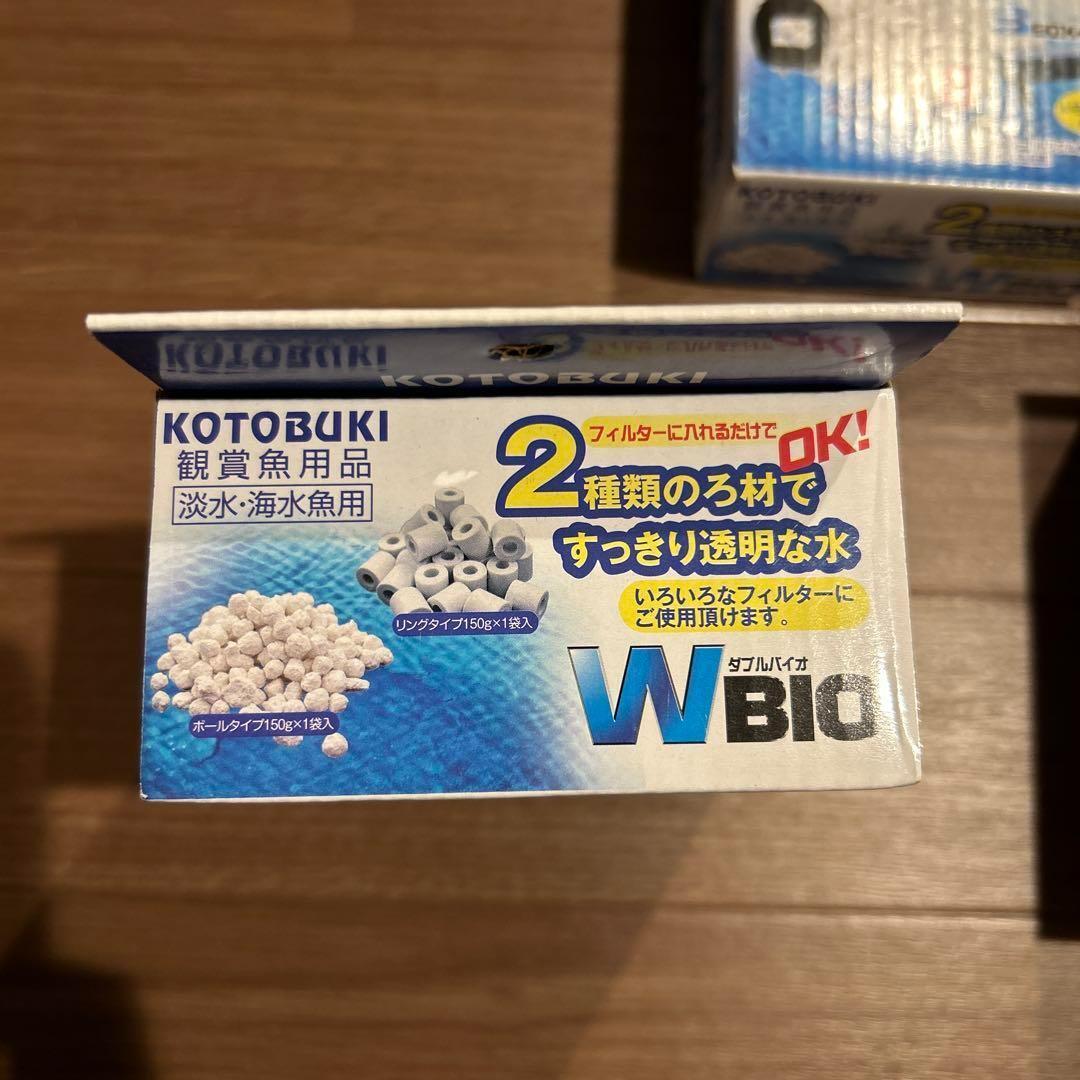 KOTOBUKI
2
KOTOBUKI
OK!
KOTOBUKI
KOTOBUKI
観賞魚用品
淡水・海水魚用
フィルターに入れるだけで
OK!
2種類のろ材で
すっきり透明な水
いろいろなフィルターに
ご使用頂けます。
リングタイプ150g×1袋入
ボールタイプ150g×1袋入
ダブルバイオ
WBIO